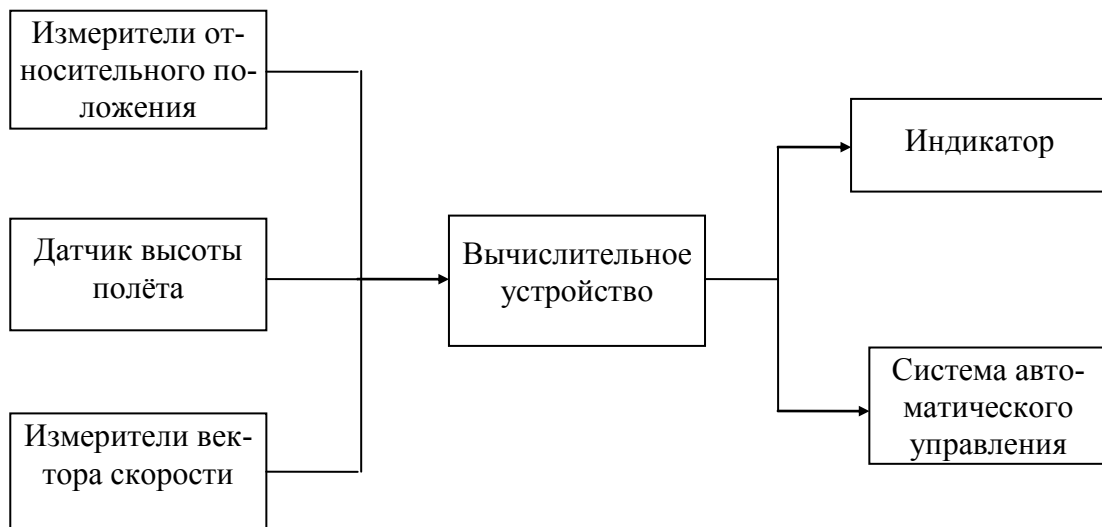 Измерители от-
носительного по-
ложения
Датчик высоты
полёта
Измерители век-
тора скорости
Вычислительное
устройство
Индикатор
Система авто-
матического
управления